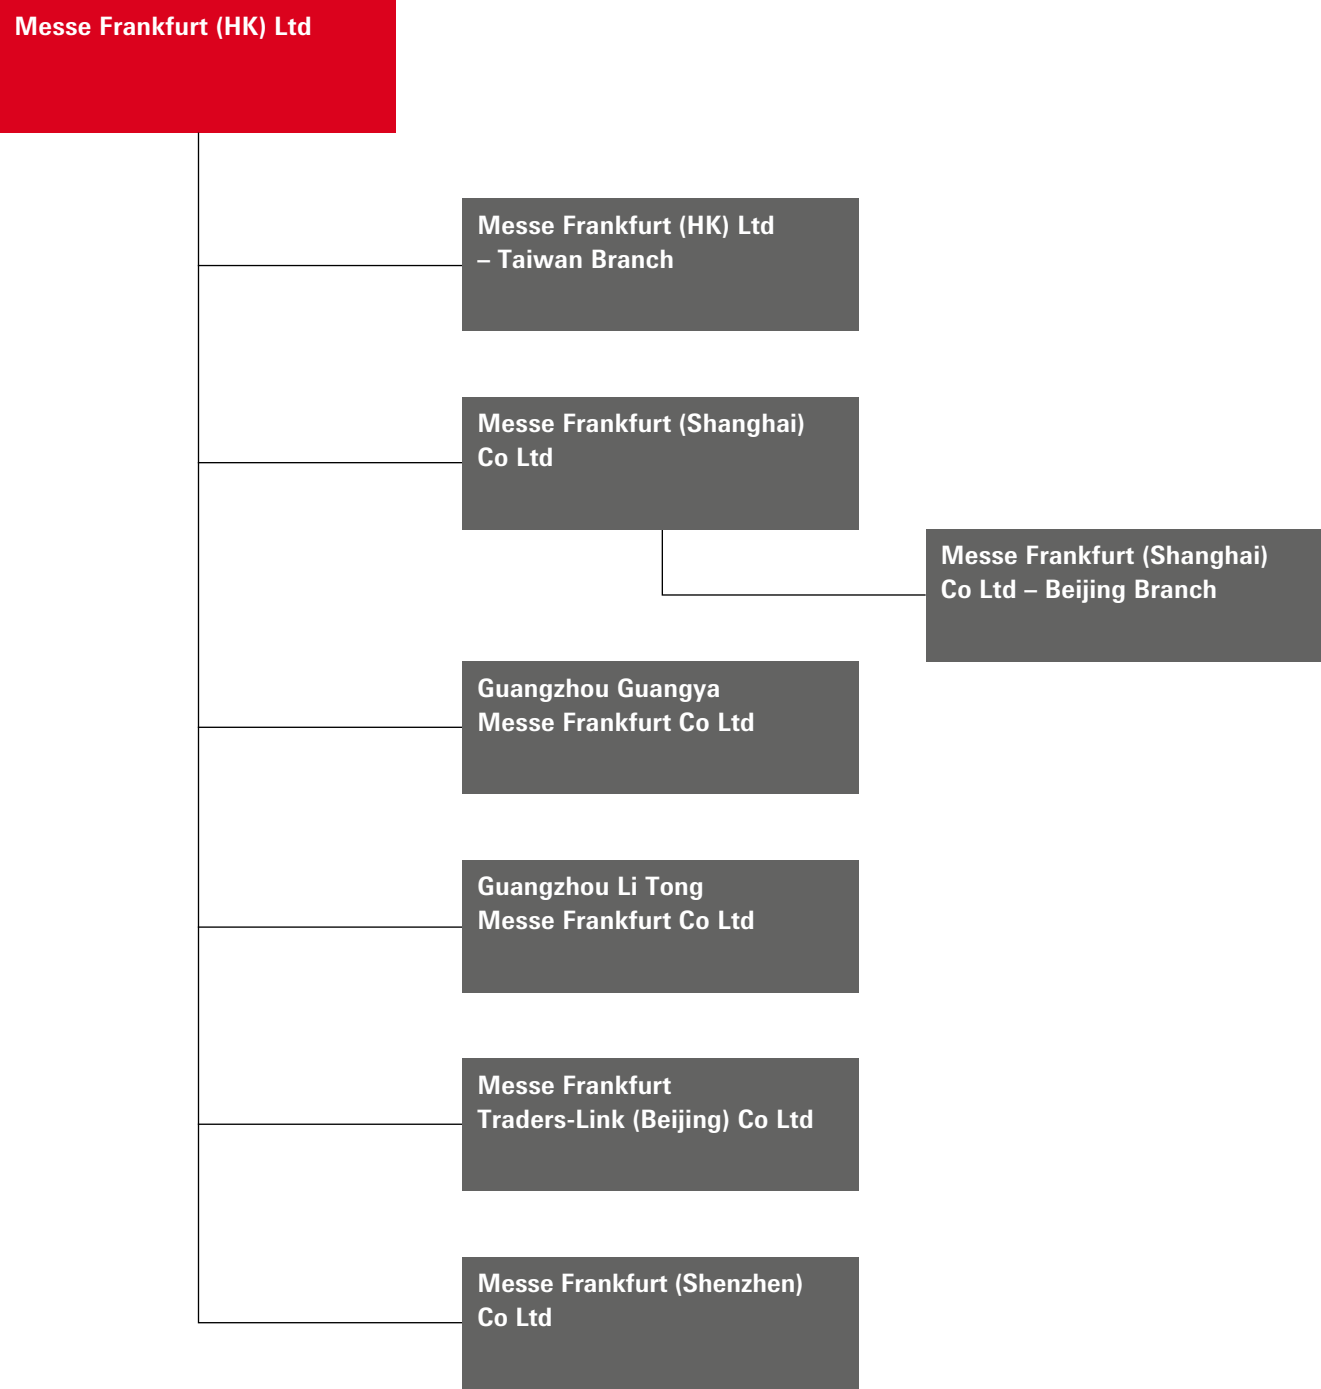 Messe Frankfurt (HK) Ltd
Messe Frankfurt (HK) Ltd
– Taiwan Branch
Messe Frankfurt (Shanghai)
Co Ltd
Messe Frankfurt (Shanghai)
Co Ltd – Beijing Branch
Guangzhou Guangya
Messe Frankfurt Co Ltd
Guangzhou Li Tong
Messe Frankfurt Co Ltd
Messe Frankfurt
Traders-Link (Beijing) Co Ltd
Messe Frankfurt (Shenzhen)
Co Ltd